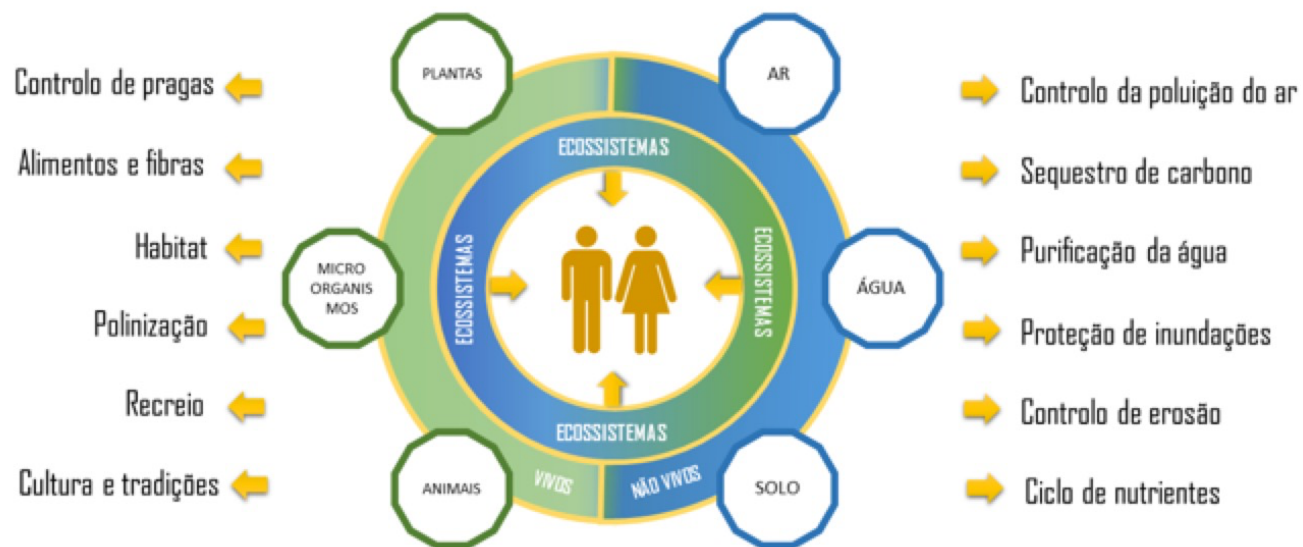 Controlo de pragas
Alimentos e fibras
Habitat
Polinização
Recreio
Cultura e tradições
PLANTAS
MICRO
ORGANIS
MOS
ANIMAIS
VIVOS
ECOSSISTEMAS
ECOSSISTEMAS
ECOSSISTEMAS
ECOSSISTEMAS
NÃO VIVOS
AR
ÁGUA
SOLO
Controlo da poluição do ar
Sequestro de carbono
Purificação da água
Proteção de inundações
Controlo de erosão
Ciclo de nutrientes